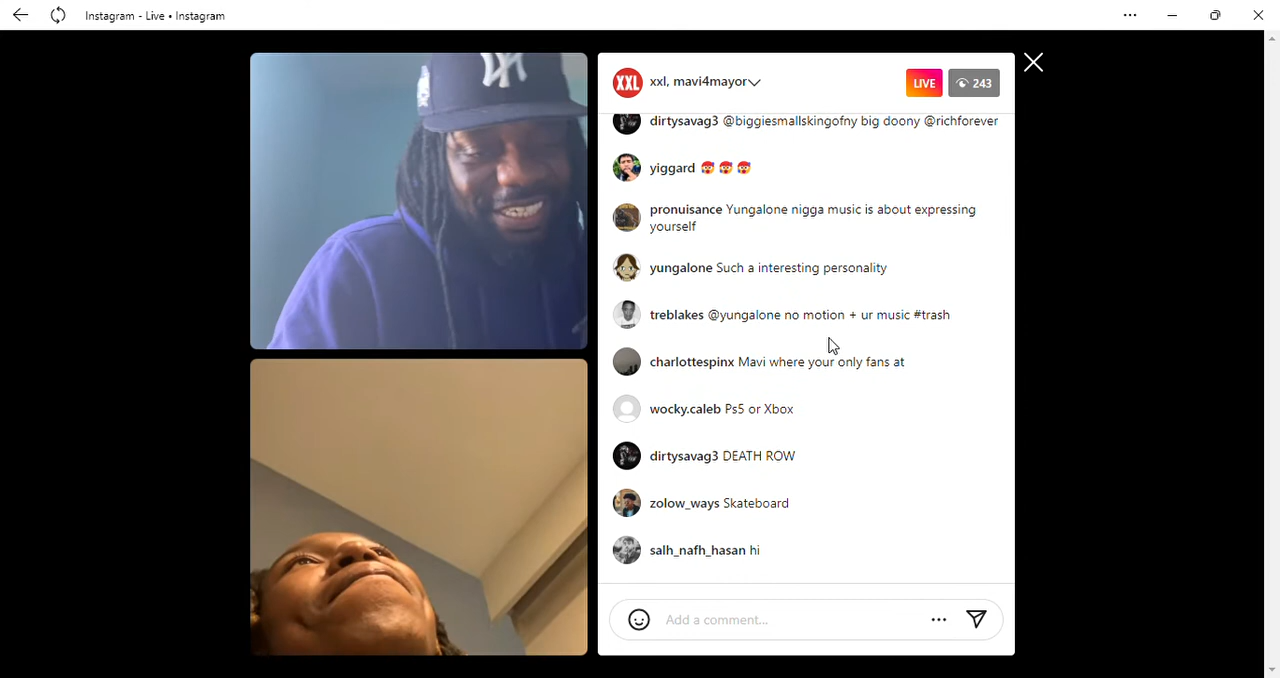 Instagram - Live • Instagram
XXL
xxl, mavi4mayor
LIVE
243
dirtysavag3 @biggiesmallskingofny big doony @richforever
yiggard 🥰 🥰 🥰
pronuisance Yungalone nigga music is about expressing
yourself
yungalone Such a interesting personality
treblakes @yungalone no motion + ur music #trash
charlottespinx Mavi where your only fans at
wocky.caleb Ps5 or Xbox
dirtysavag3 DEATH ROW
zolow_ways Skateboard
salh_nafh_hasan hi
Add a comment...